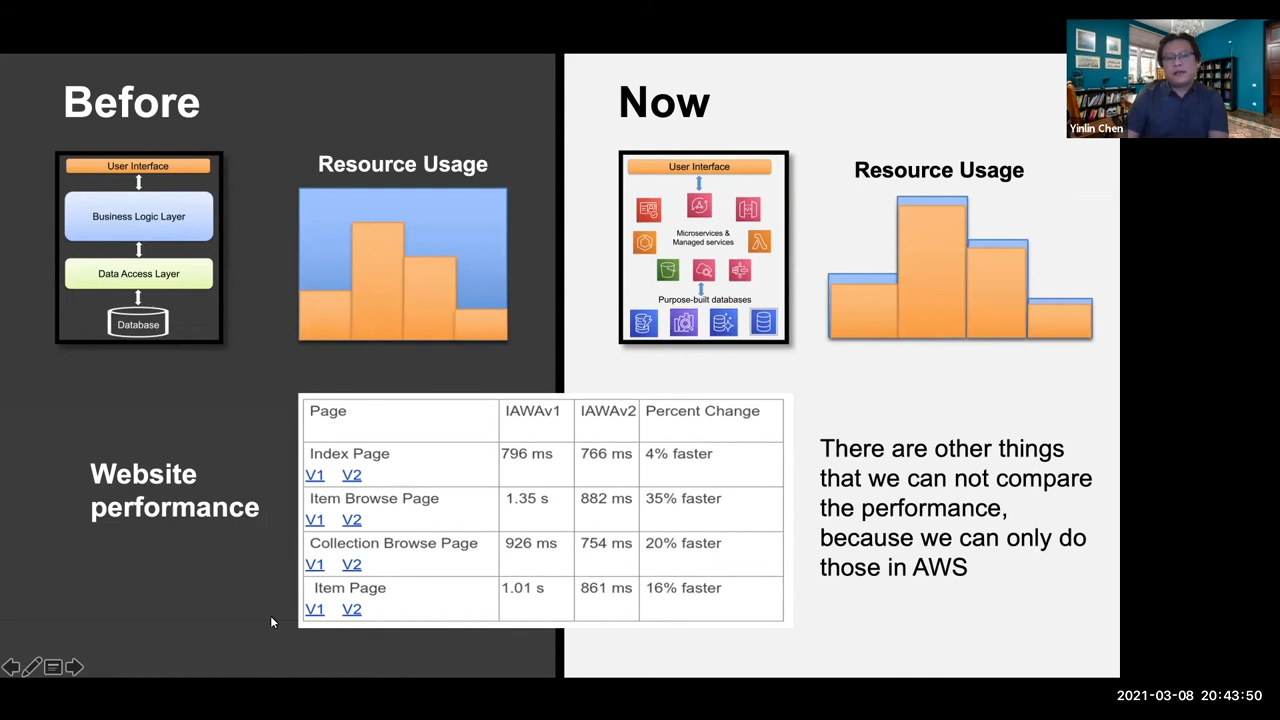 Before
User Interface
Business Logic Layer
Data Access Layer
Database
Resource Usage
Now
User Interface
Microservices &
Managed services
Purpose-built databases
Resource Usage
Yinlin Chen
Website
performance
Page IAWAv1 IAWAv2 Percent Change
Index Page 796 ms 766 ms 4% faster
V1 V2
Item Browse Page 1.35 s 882 ms 35% faster
V1 V2
Collection Browse Page 926 ms 754 ms 20% faster
V1 V2
Item Page 1.01 s 861 ms 16% faster
V1 V2
There are other things
that we can not compare
the performance,
because we can only do
those in AWS
2021-03-08 20:43:50